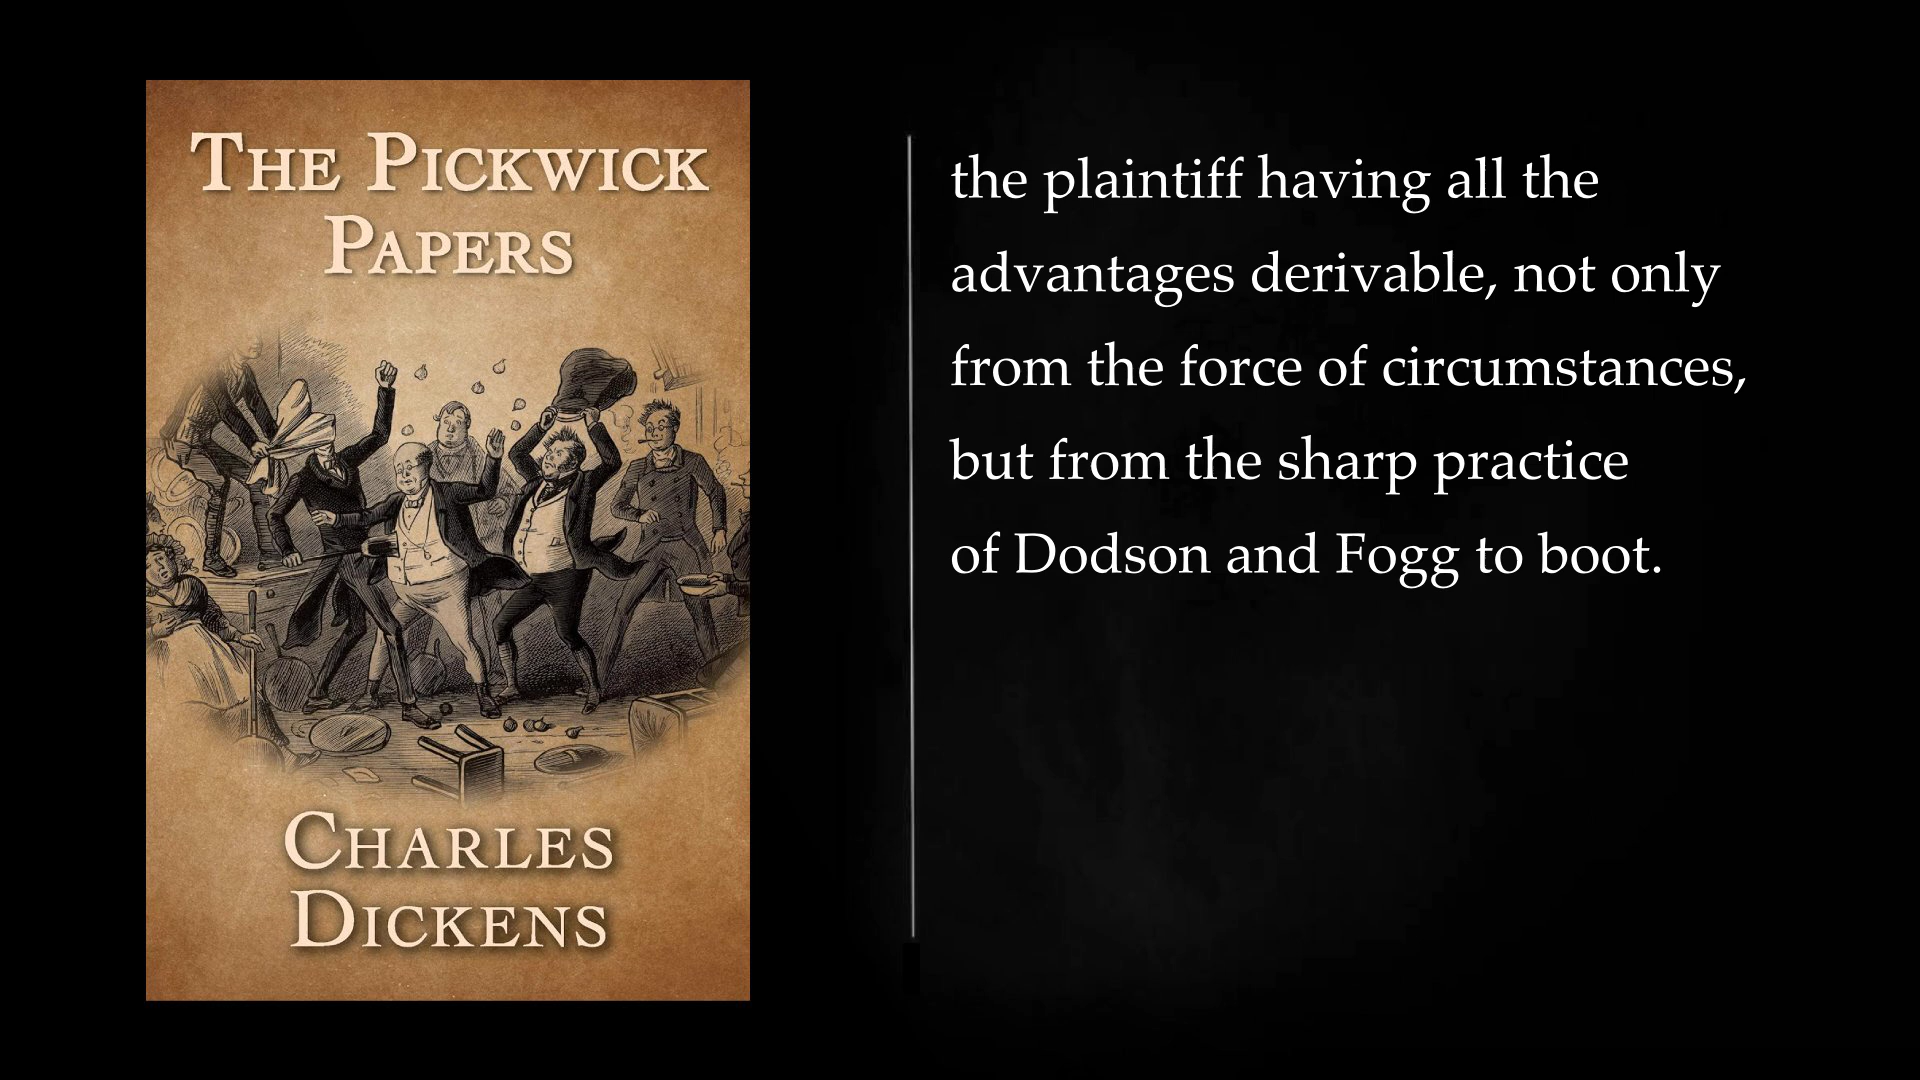 THE PICKWICK
PAPERS
CHARLES
DICKENS
the plaintiff having all the
advantages derivable, not only
from the force of circumstances,
but from the sharp practice
of Dodson and Fogg to boot.